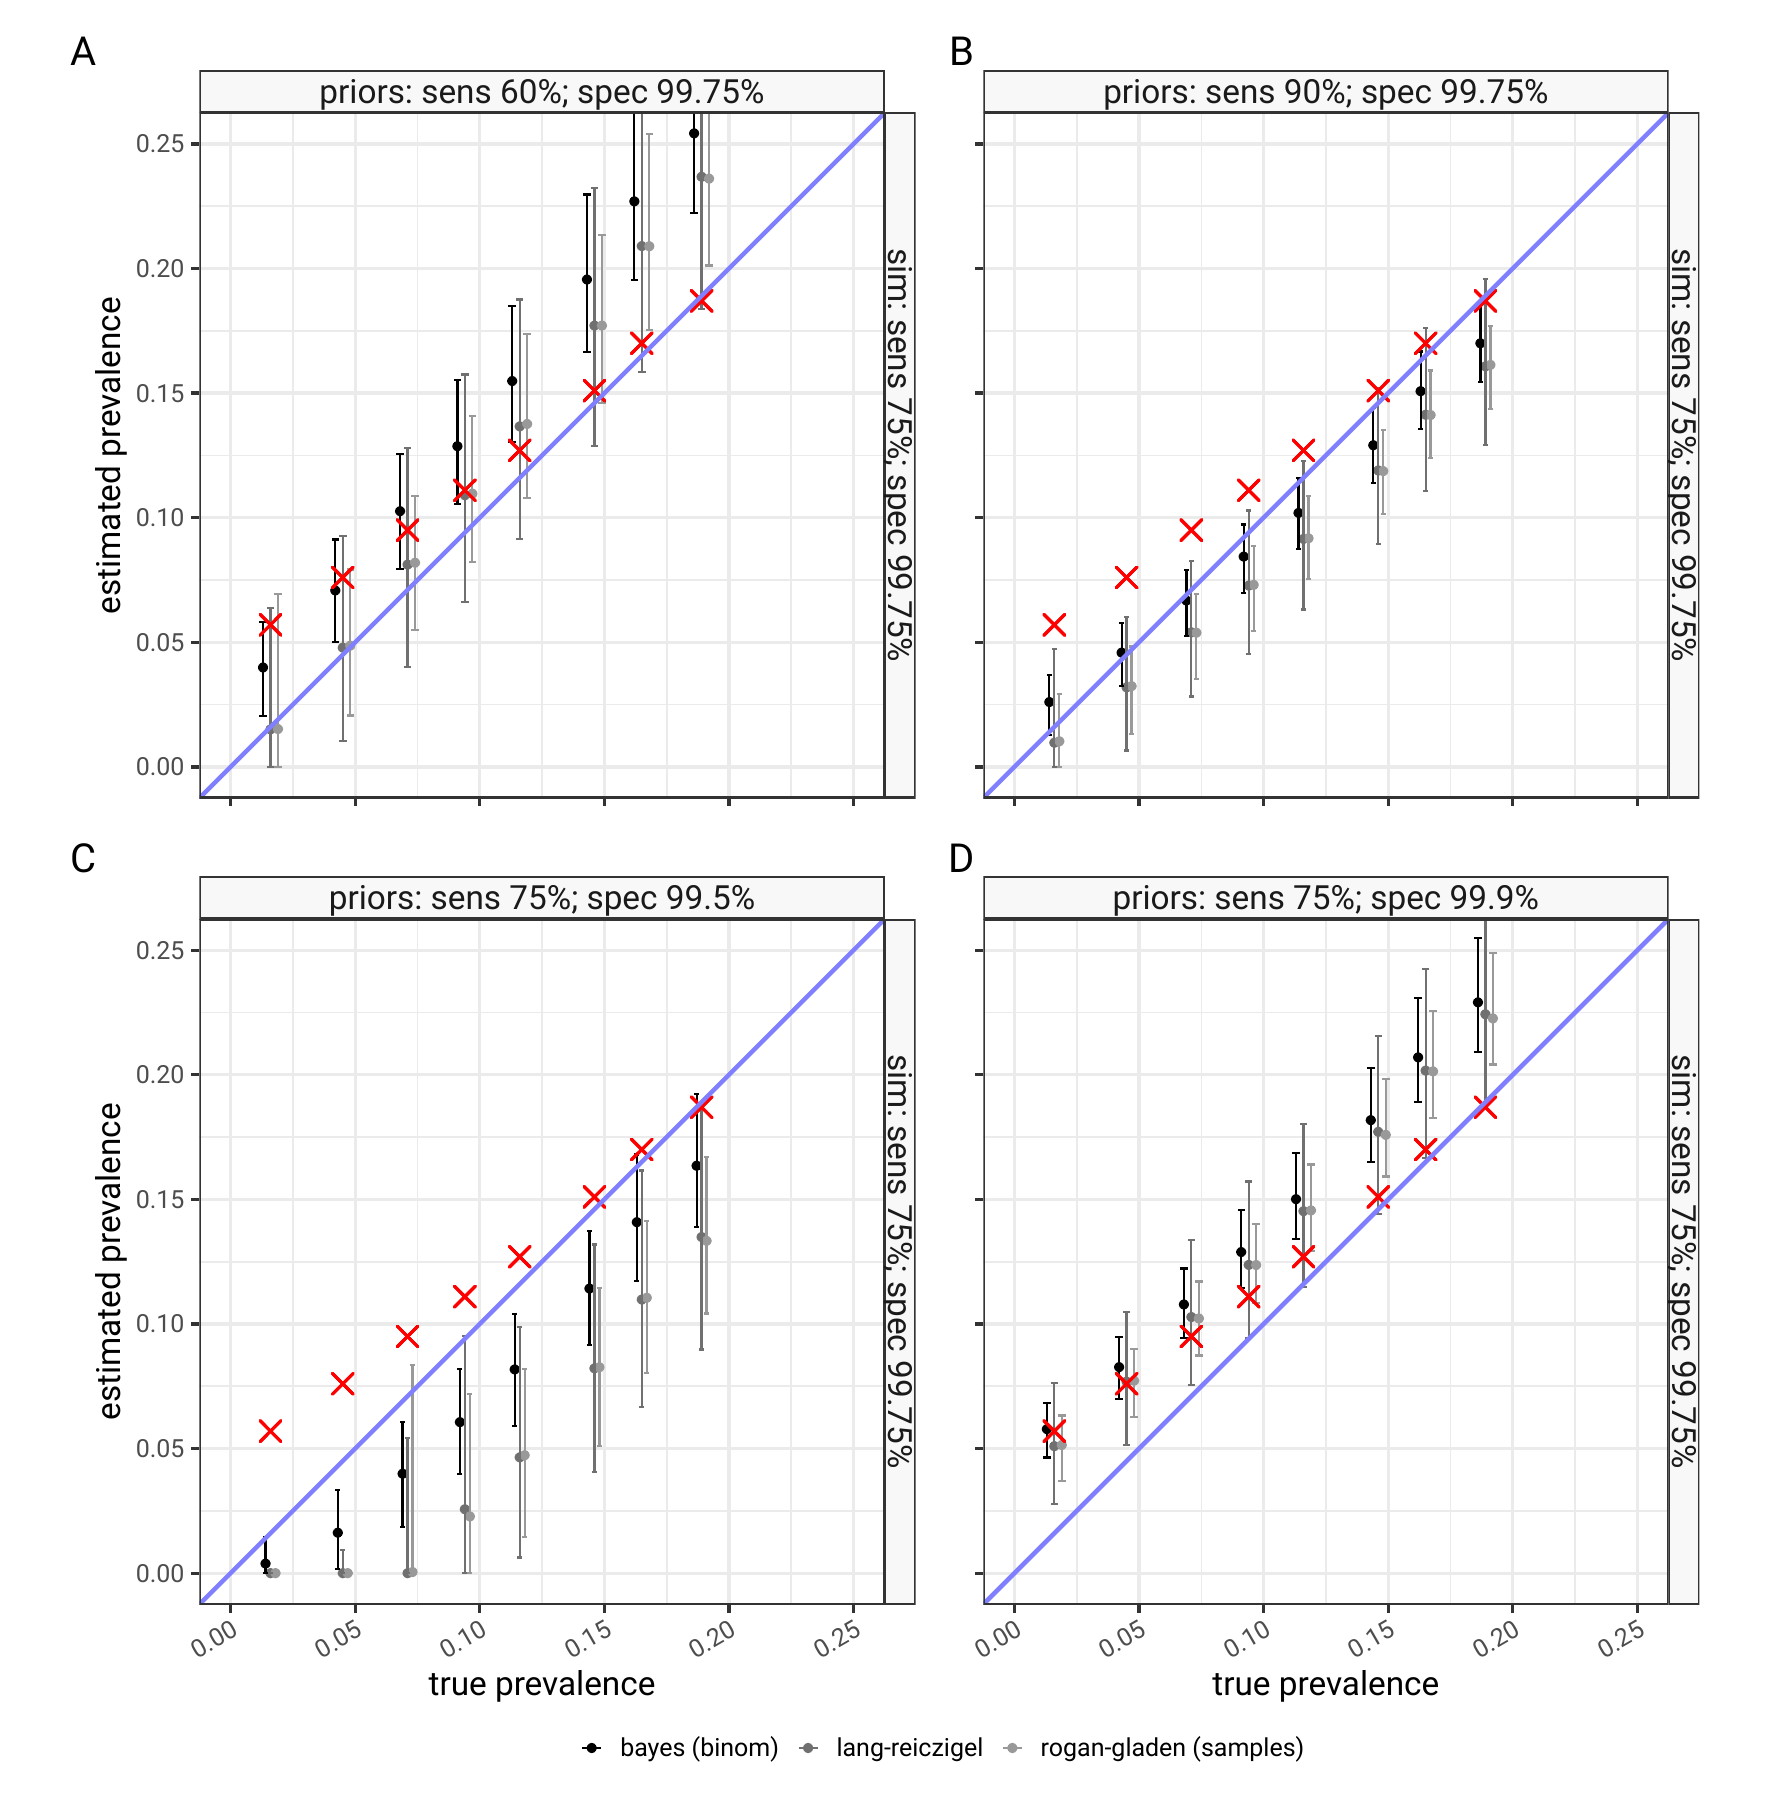 A
B
priors: sens 60%; spec 99.75%
priors: sens 90%; spec 99.75%
0.25
0.20
0.15
0.10
0.05
0.00
estimated prevalence
sim: sens 75%; spec 99.75%
sim: sens 75%; spec 99.75%
C
D
priors: sens 75%; spec 99.5%
priors: sens 75%; spec 99.9%
0.25
0.20
0.15
0.10
0.05
0.00
estimated prevalence
sim: sens 75%; spec 99.75%
sim: sens 75%; spec 99.75%
0.00 0.05 0.10 0.15 0.20 0.25
0.00 0.05 0.10 0.15 0.20 0.25
true prevalence
true prevalence
bayes (binom) lang-reiczigel rogan-gladen (samples)